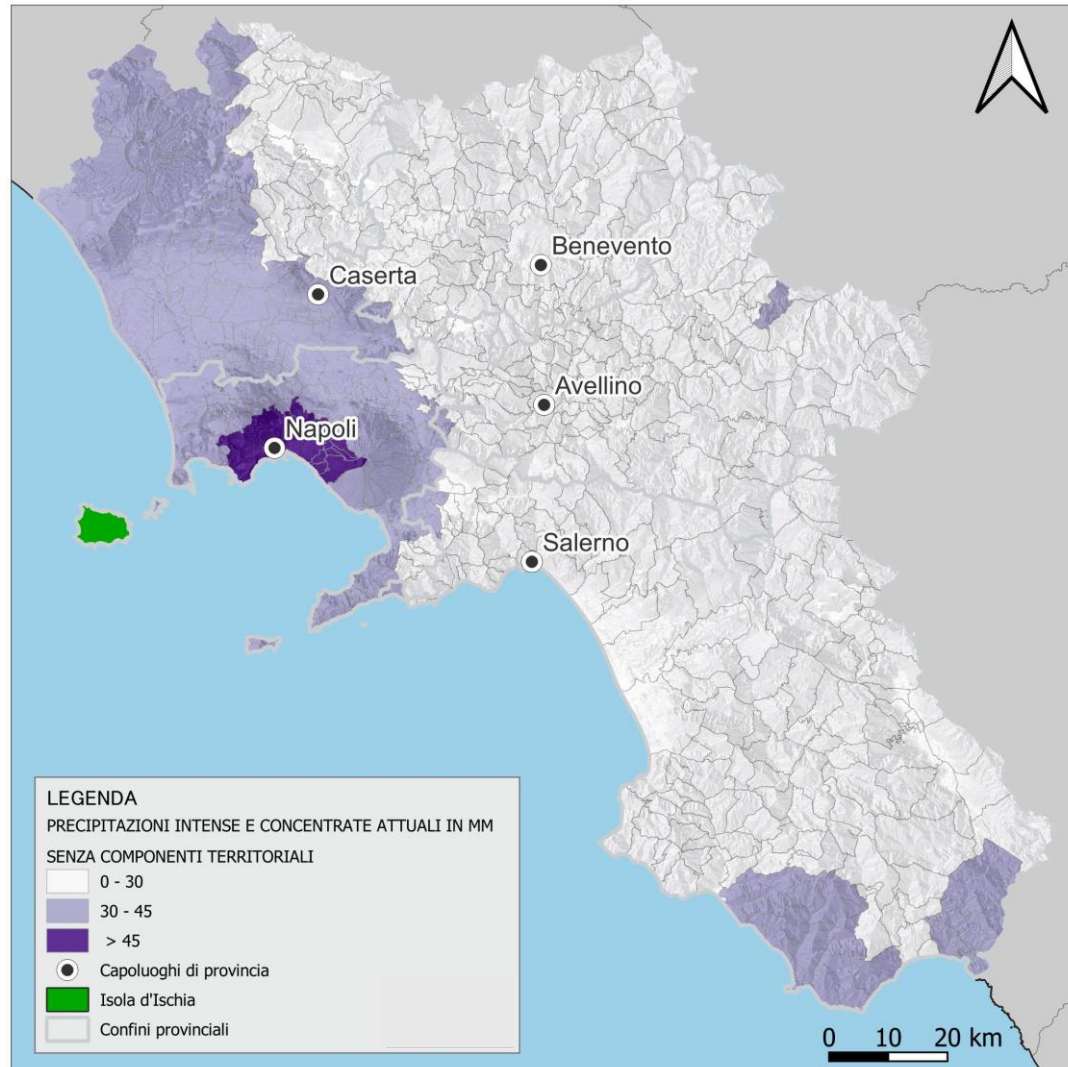 Benevento
Caserta
Avellino
Napoli
Salerno
LEGENDA
PRECIPITAZIONI INTENSE E CONCENTRATE ATTUALI IN MM
SENZA COMPONENTI TERRITORIALI
0 - 30
30 - 45
> 45
Capoluoghi di provincia
Isola d'Ischia
Confini provinciali
0 10 20 km